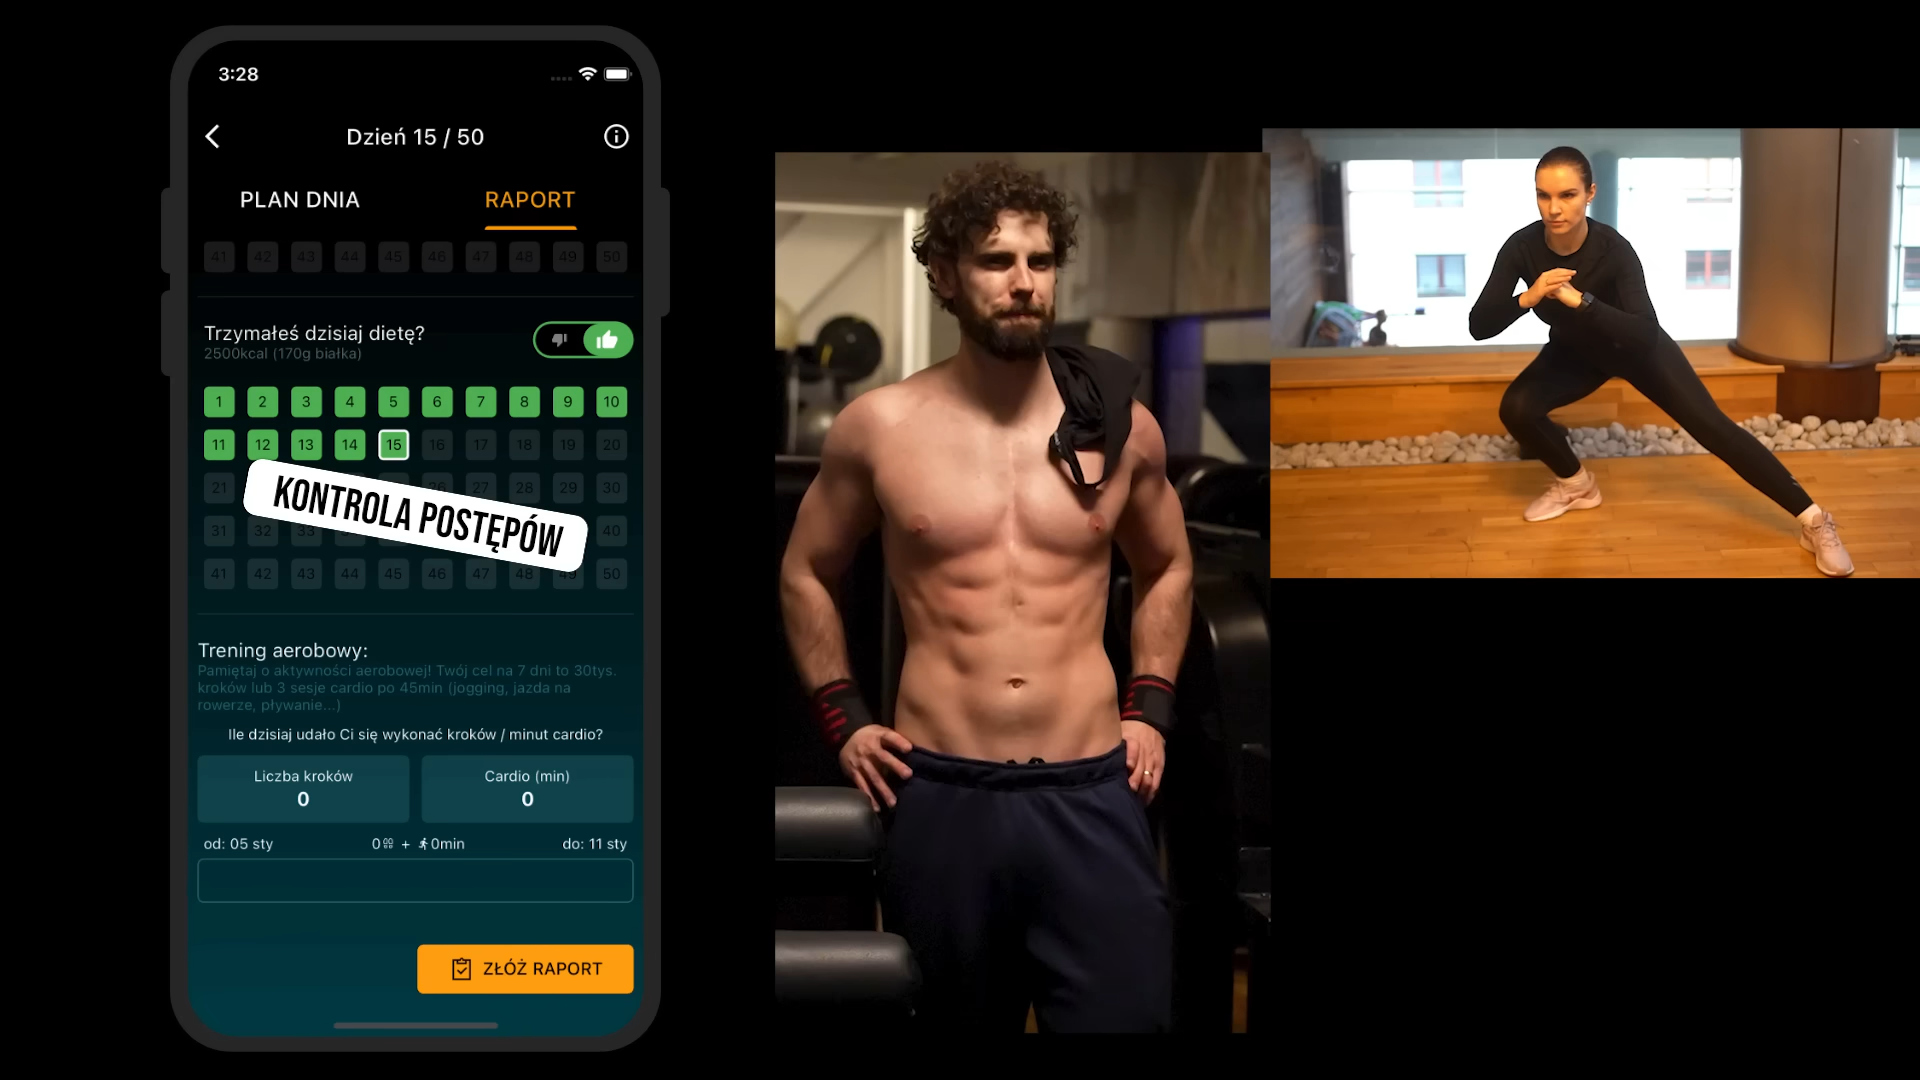 3:28
Dzień 15 / 50
PLAN DNIA RAPORT
41 42 43 44 45 46 47 48 49 50
Trzymałeś dzisiaj dietę?
2500kcal (170g białka)
1 2 3 4 5 6 7 8 9 10
11 12 13 14 15 16 17 18 19 20
21 26 27 28 29 30
KONTROLA POSTĘPÓW
31 32 33 40
41 42 43 44 45 46 47 48 49 50
Trening aerobowy:
Pamiętaj o aktywności aerobowej! Twój cel na 7 dni to 30tys.
kroków lub 3 sesje cardio po 45min (jogging, jazda na
rowerze, pływanie...)
Ile dzisiaj udało Ci się wykonać kroków / minut cardio?
Liczba kroków Cardio (min)
0 0
od: 05 sty 0 + 0min do: 11 sty
ZŁÓŻ RAPORT